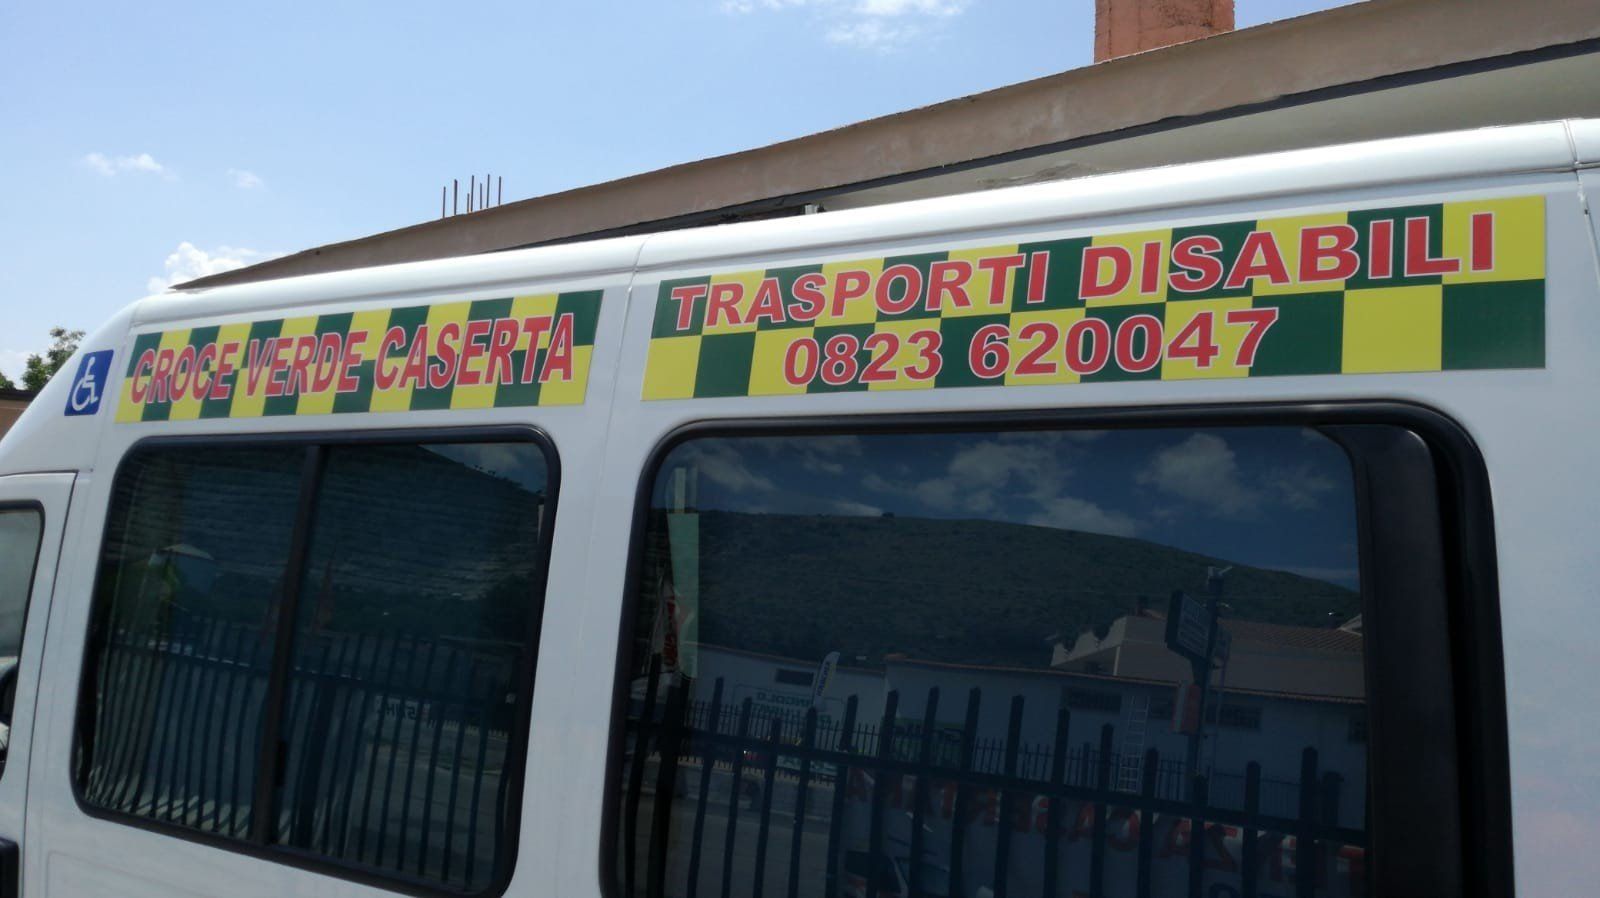 CROCE VERDE CASERTA
TRASPORTI DISABILI
0823 620047